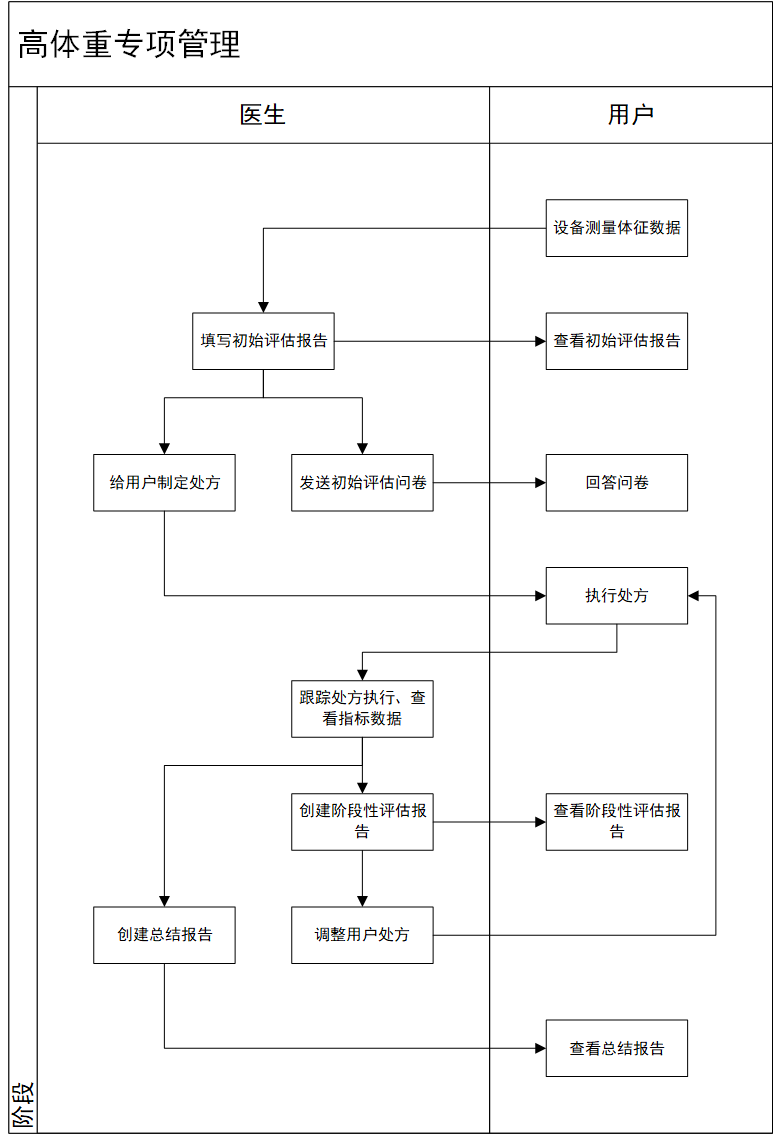 高体重专项管理
医生
用户
设备测量体征数据
填写初始评估报告
查看初始评估报告
给用户制定处方
发送初始评估问卷
回答问卷
执行处方
跟踪处方执行、查
看指标数据
创建阶段性评估报
告
查看阶段性评估报
告
创建总结报告
调整用户处方
查看总结报告
阶段